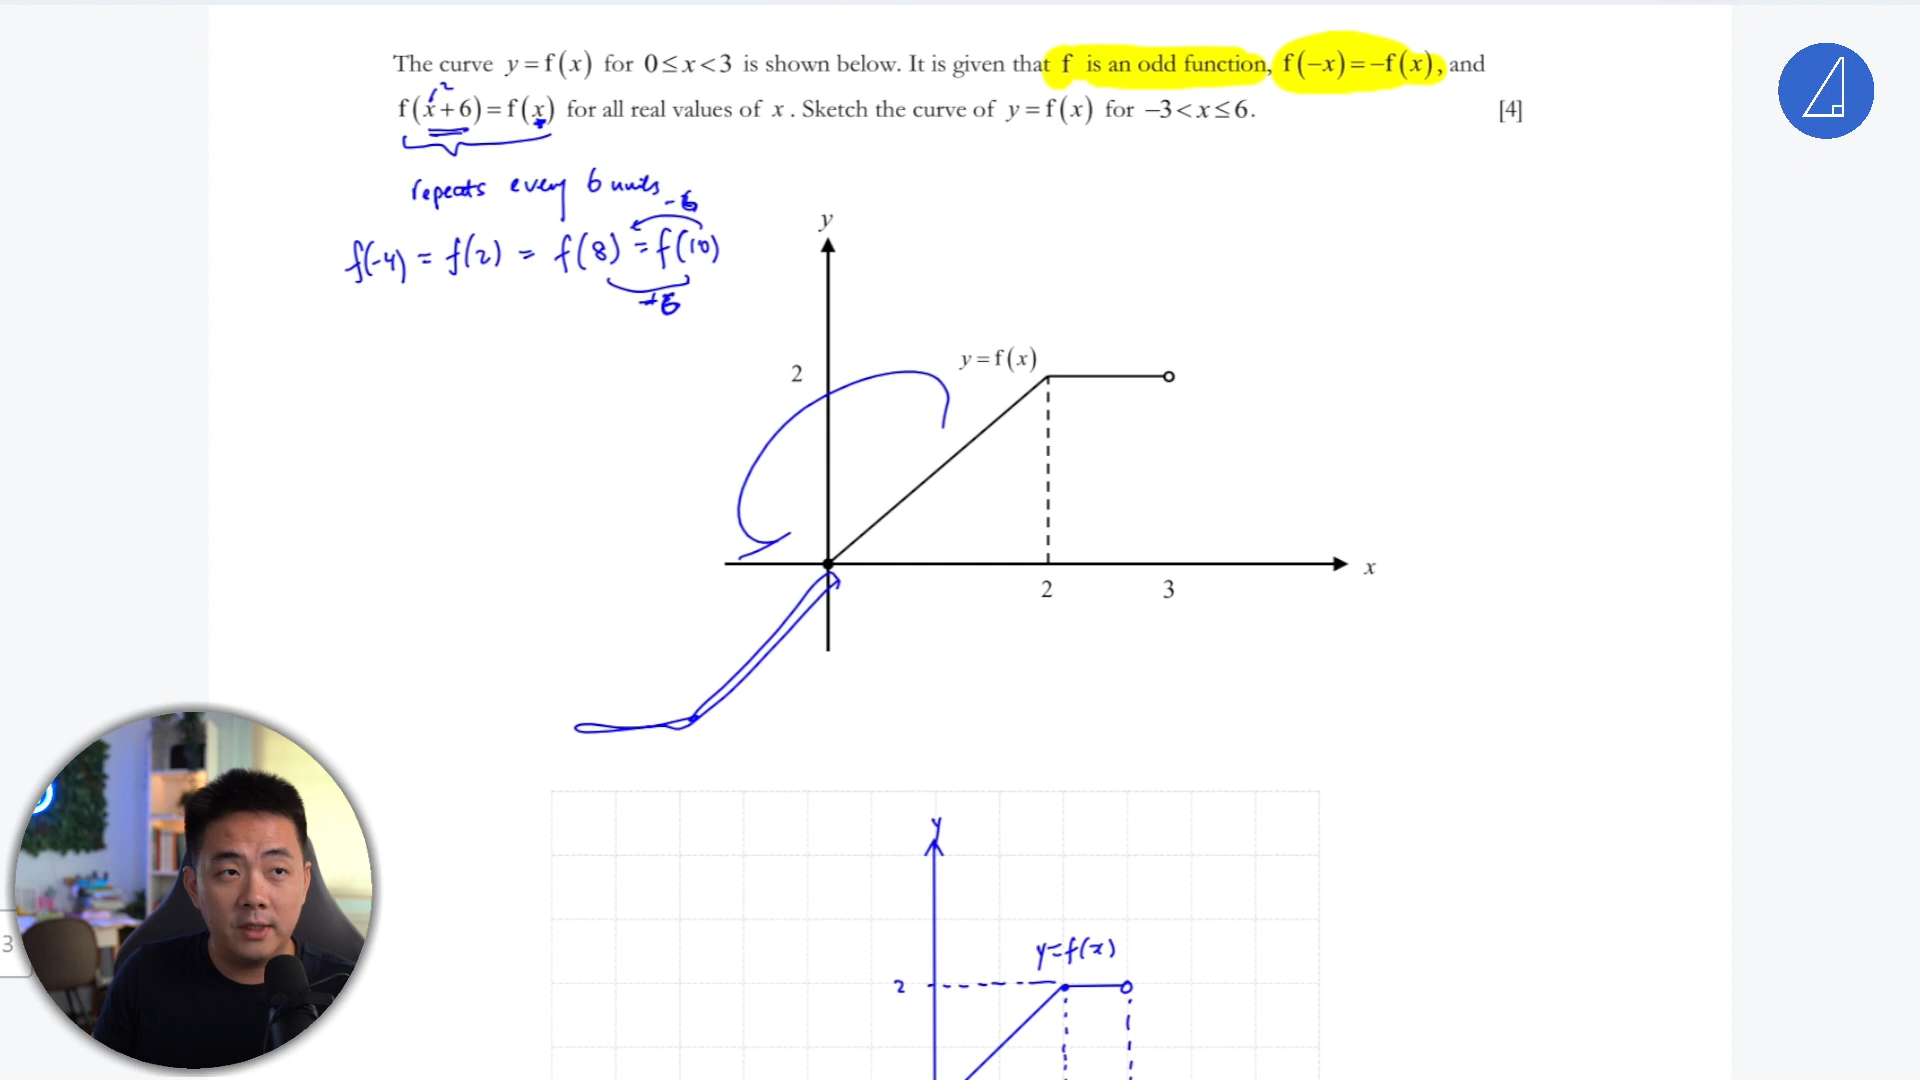 The curve y = f(x) for 0 ≤ x < 3 is shown below. It is given that f is an odd function, f(−x) = −f(x), and
f(x+6) = f(x) for all real values of x. Sketch the curve of y = f(x) for −3 < x ≤ 6. [4]
2
repeats every 6 units
-6
f(-4) = f(2) = f(8) = f(10)
+6
y
y = f(x)
2
x
2 3
y
y=f(x)
2
3